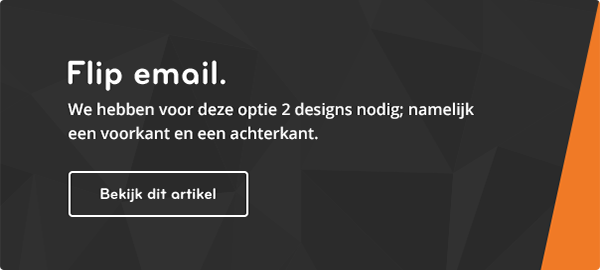 Flip email.
We hebben voor deze optie 2 designs nodig; namelijk
een voorkant en een achterkant.
Bekijk dit artikel